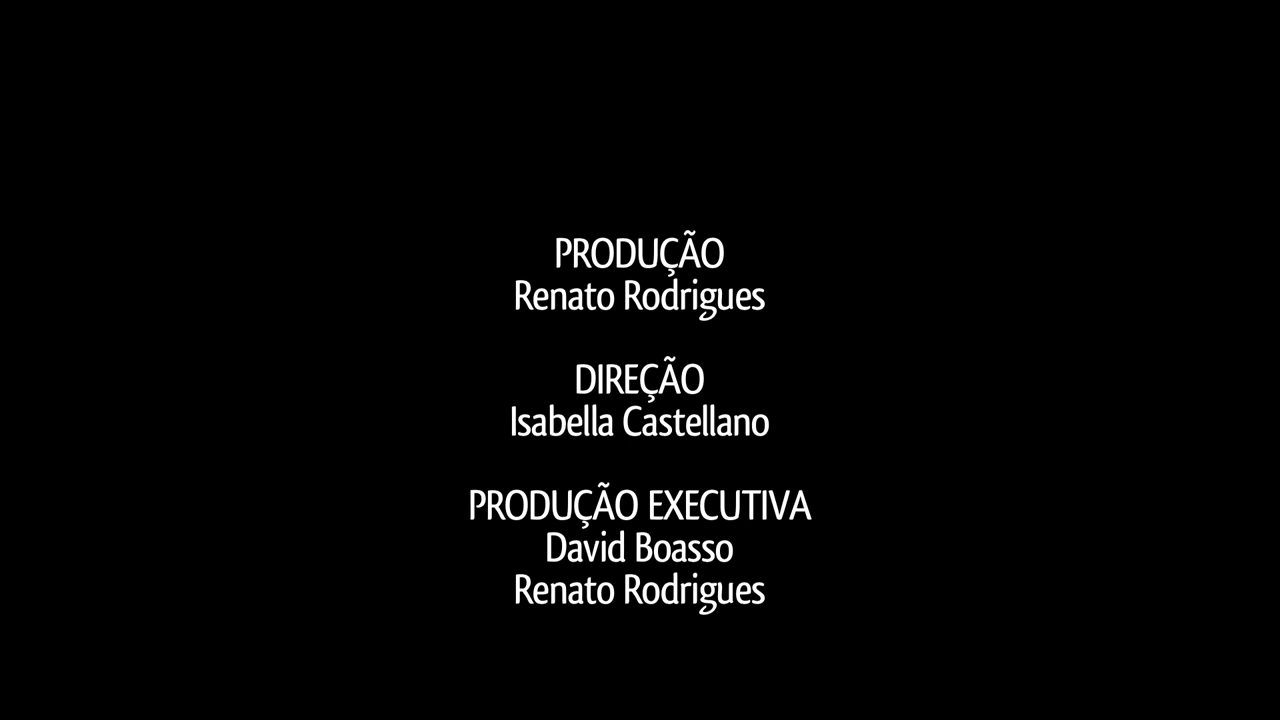 PRODUÇÃO
Renato Rodrigues
DIREÇÃO
Isabella Castellano
PRODUÇÃO EXECUTIVA
David Boasso
Renato Rodrigues